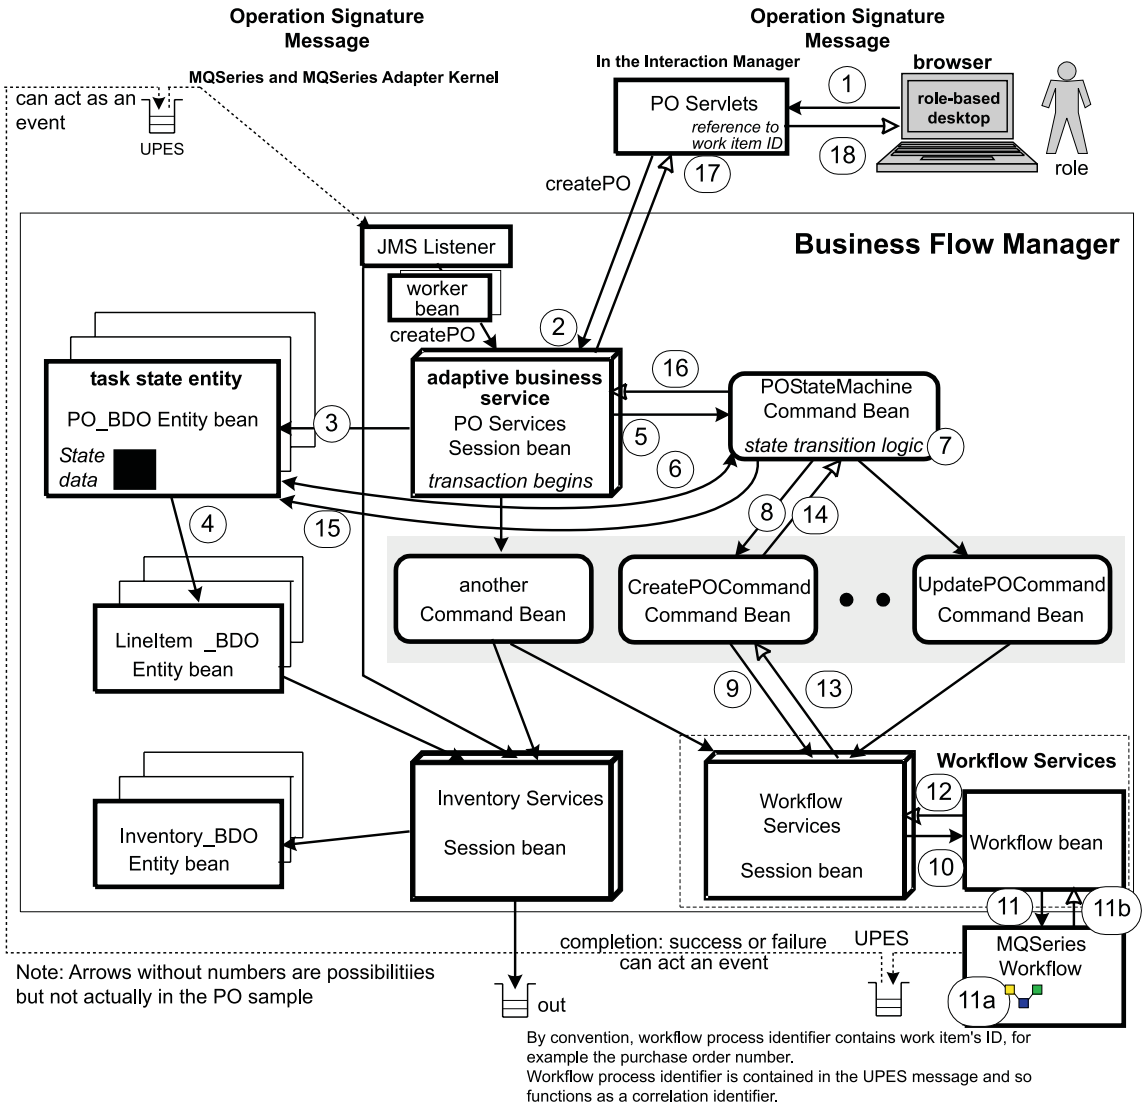 Operation Signature
Message
Operation Signature
Message
MQSeries and MQSeries Adapter Kernel
In the Interaction Manager
browser
can act as an
event
UPES
PO Servlets
reference to
work item ID
1
18
17
role-based
desktop
role
createPO
Business Flow Manager
JMS Listener
worker
bean
createPO
2
task state entity
PO_BDO Entity bean
State
data
3
adaptive business
service
PO Services
Session bean
transaction begins
16
5
6
POStateMachine
Command Bean
state transition logic
7
4
15
8
14
another
Command Bean
CreatePOCommand
Command Bean
UpdatePOCommand
Command Bean
LineItem _BDO
Entity bean
9
13
Inventory_BDO
Entity bean
Inventory Services
Session bean
Workflow Services
Workflow
Services
Session bean
12
10
Workflow bean
11
11b
Note: Arrows without numbers are possibilitiies
but not actually in the PO sample
completion: success or failure
can act an event
UPES
out
MQSeries
Workflow
11a
By convention, workflow process identifier contains work item's ID, for
example the purchase order number.
Workflow process identifier is contained in the UPES message and so
functions as a correlation identifier.